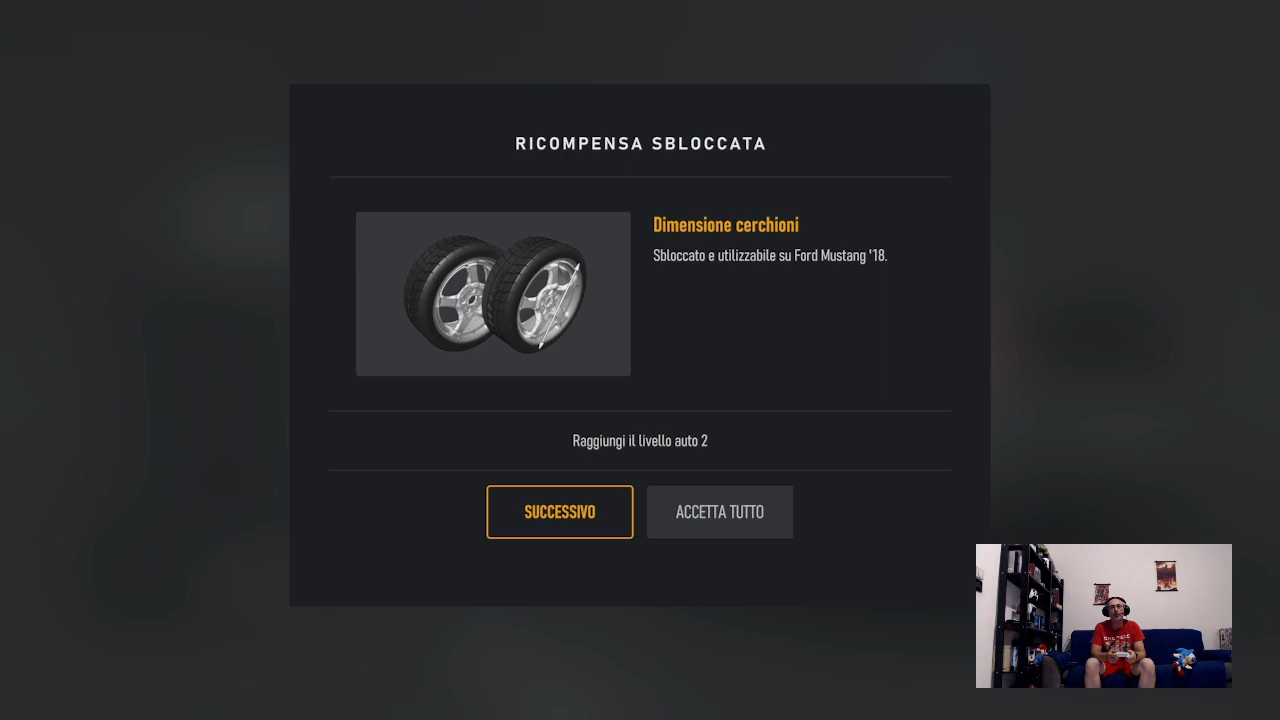 RICOMPENSA SBLOCCATA
Dimensione cerchioni
Sbloccato e utilizzabile su Ford Mustang '18.
Raggiungi il livello auto 2
SUCCESSIVO
ACCETTA TUTTO